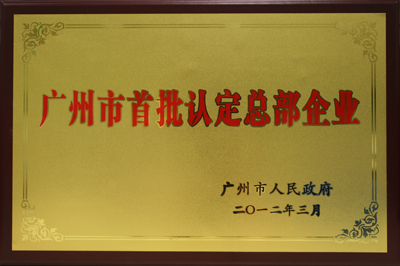 广州市首批认定总部企业
广州市人民政府
二〇一二年三月